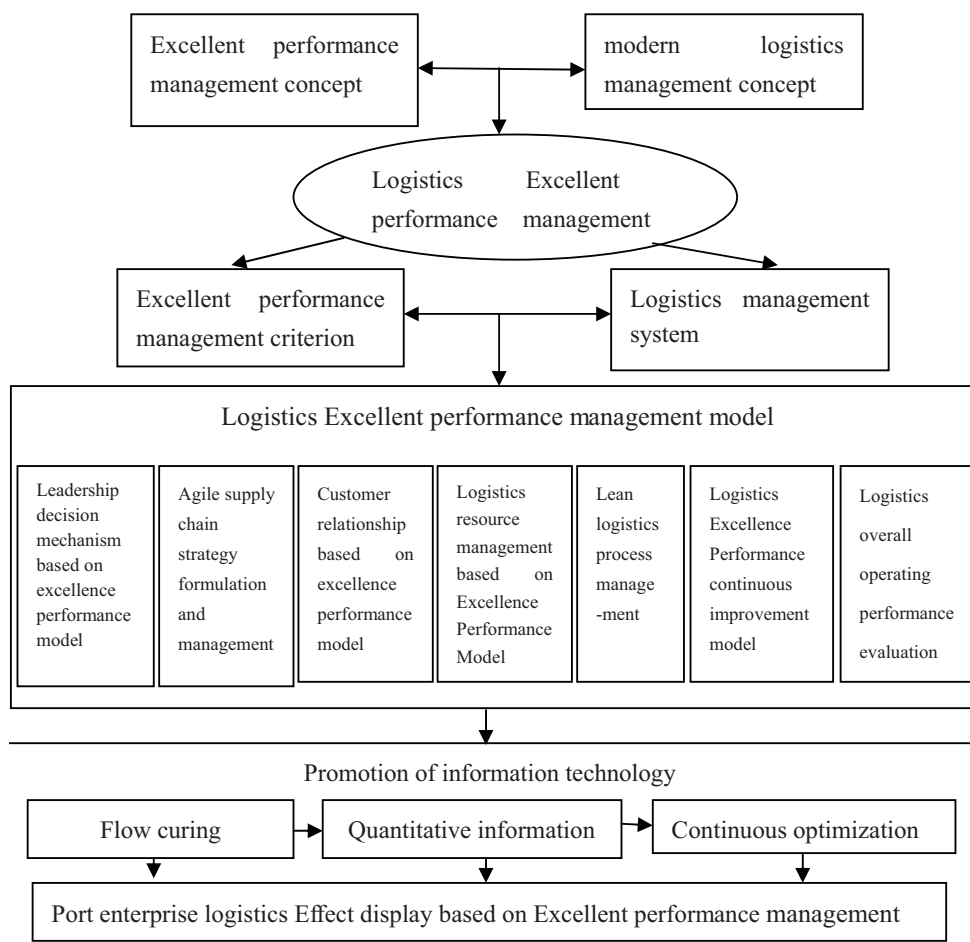 Excellent performance
management concept
modern logistics
management concept
Logistics Excellent
performance management
Excellent performance
management criterion
Logistics management
system
Logistics Excellent performance management model
Leadership
decision
mechanism
based on
excellence
performance
model
Agile supply
chain
strategy
formulation
and
management
Customer
relationship
based on
excellence
performance
model
Logistics
resource
management
based on
Excellence
Performance
Model
Lean
logistics
process
manage
-ment
Logistics
Excellence
Performance
continuous
improvement
model
Logistics
overall
operating
performance
evaluation
Promotion of information technology
Flow curing
Quantitative information
Continuous optimization
Port enterprise logistics Effect display based on Excellent performance management